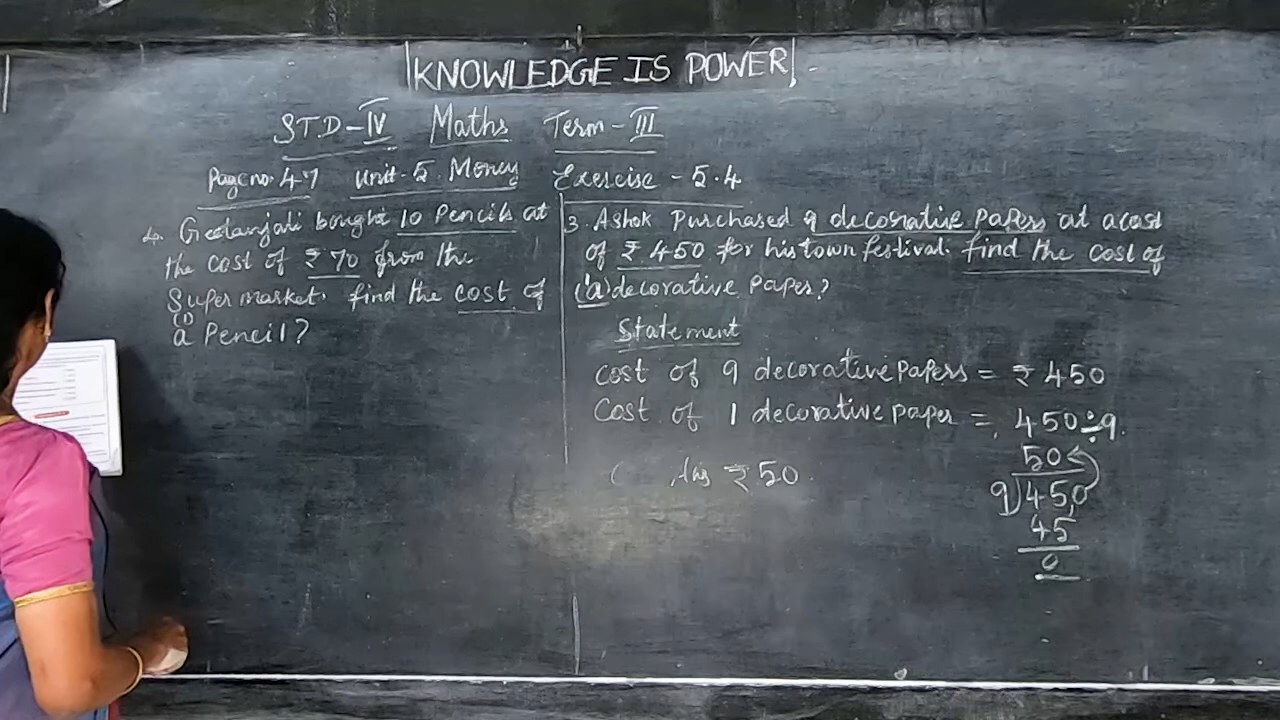 KNOWLEDGE IS POWER
STD-IV Maths Term-III
Page no. 47 Unit-5. Money Exercise - 5.4
4. Geetanjali bought 10 Pencils at
the cost of ₹ 70 from the
Super market. find the cost of
(1)
a Pencil?
3. Ashok Purchased 9 decorative Papers at a cost
of ₹ 450 for his town festival. find the cost of
(a) decorative Paper?
Statement
Cost of 9 decorative Papers = ₹ 450
Cost of 1 decorative Paper = 450÷9.
Ans ₹ 50.
50
9)450
45
0